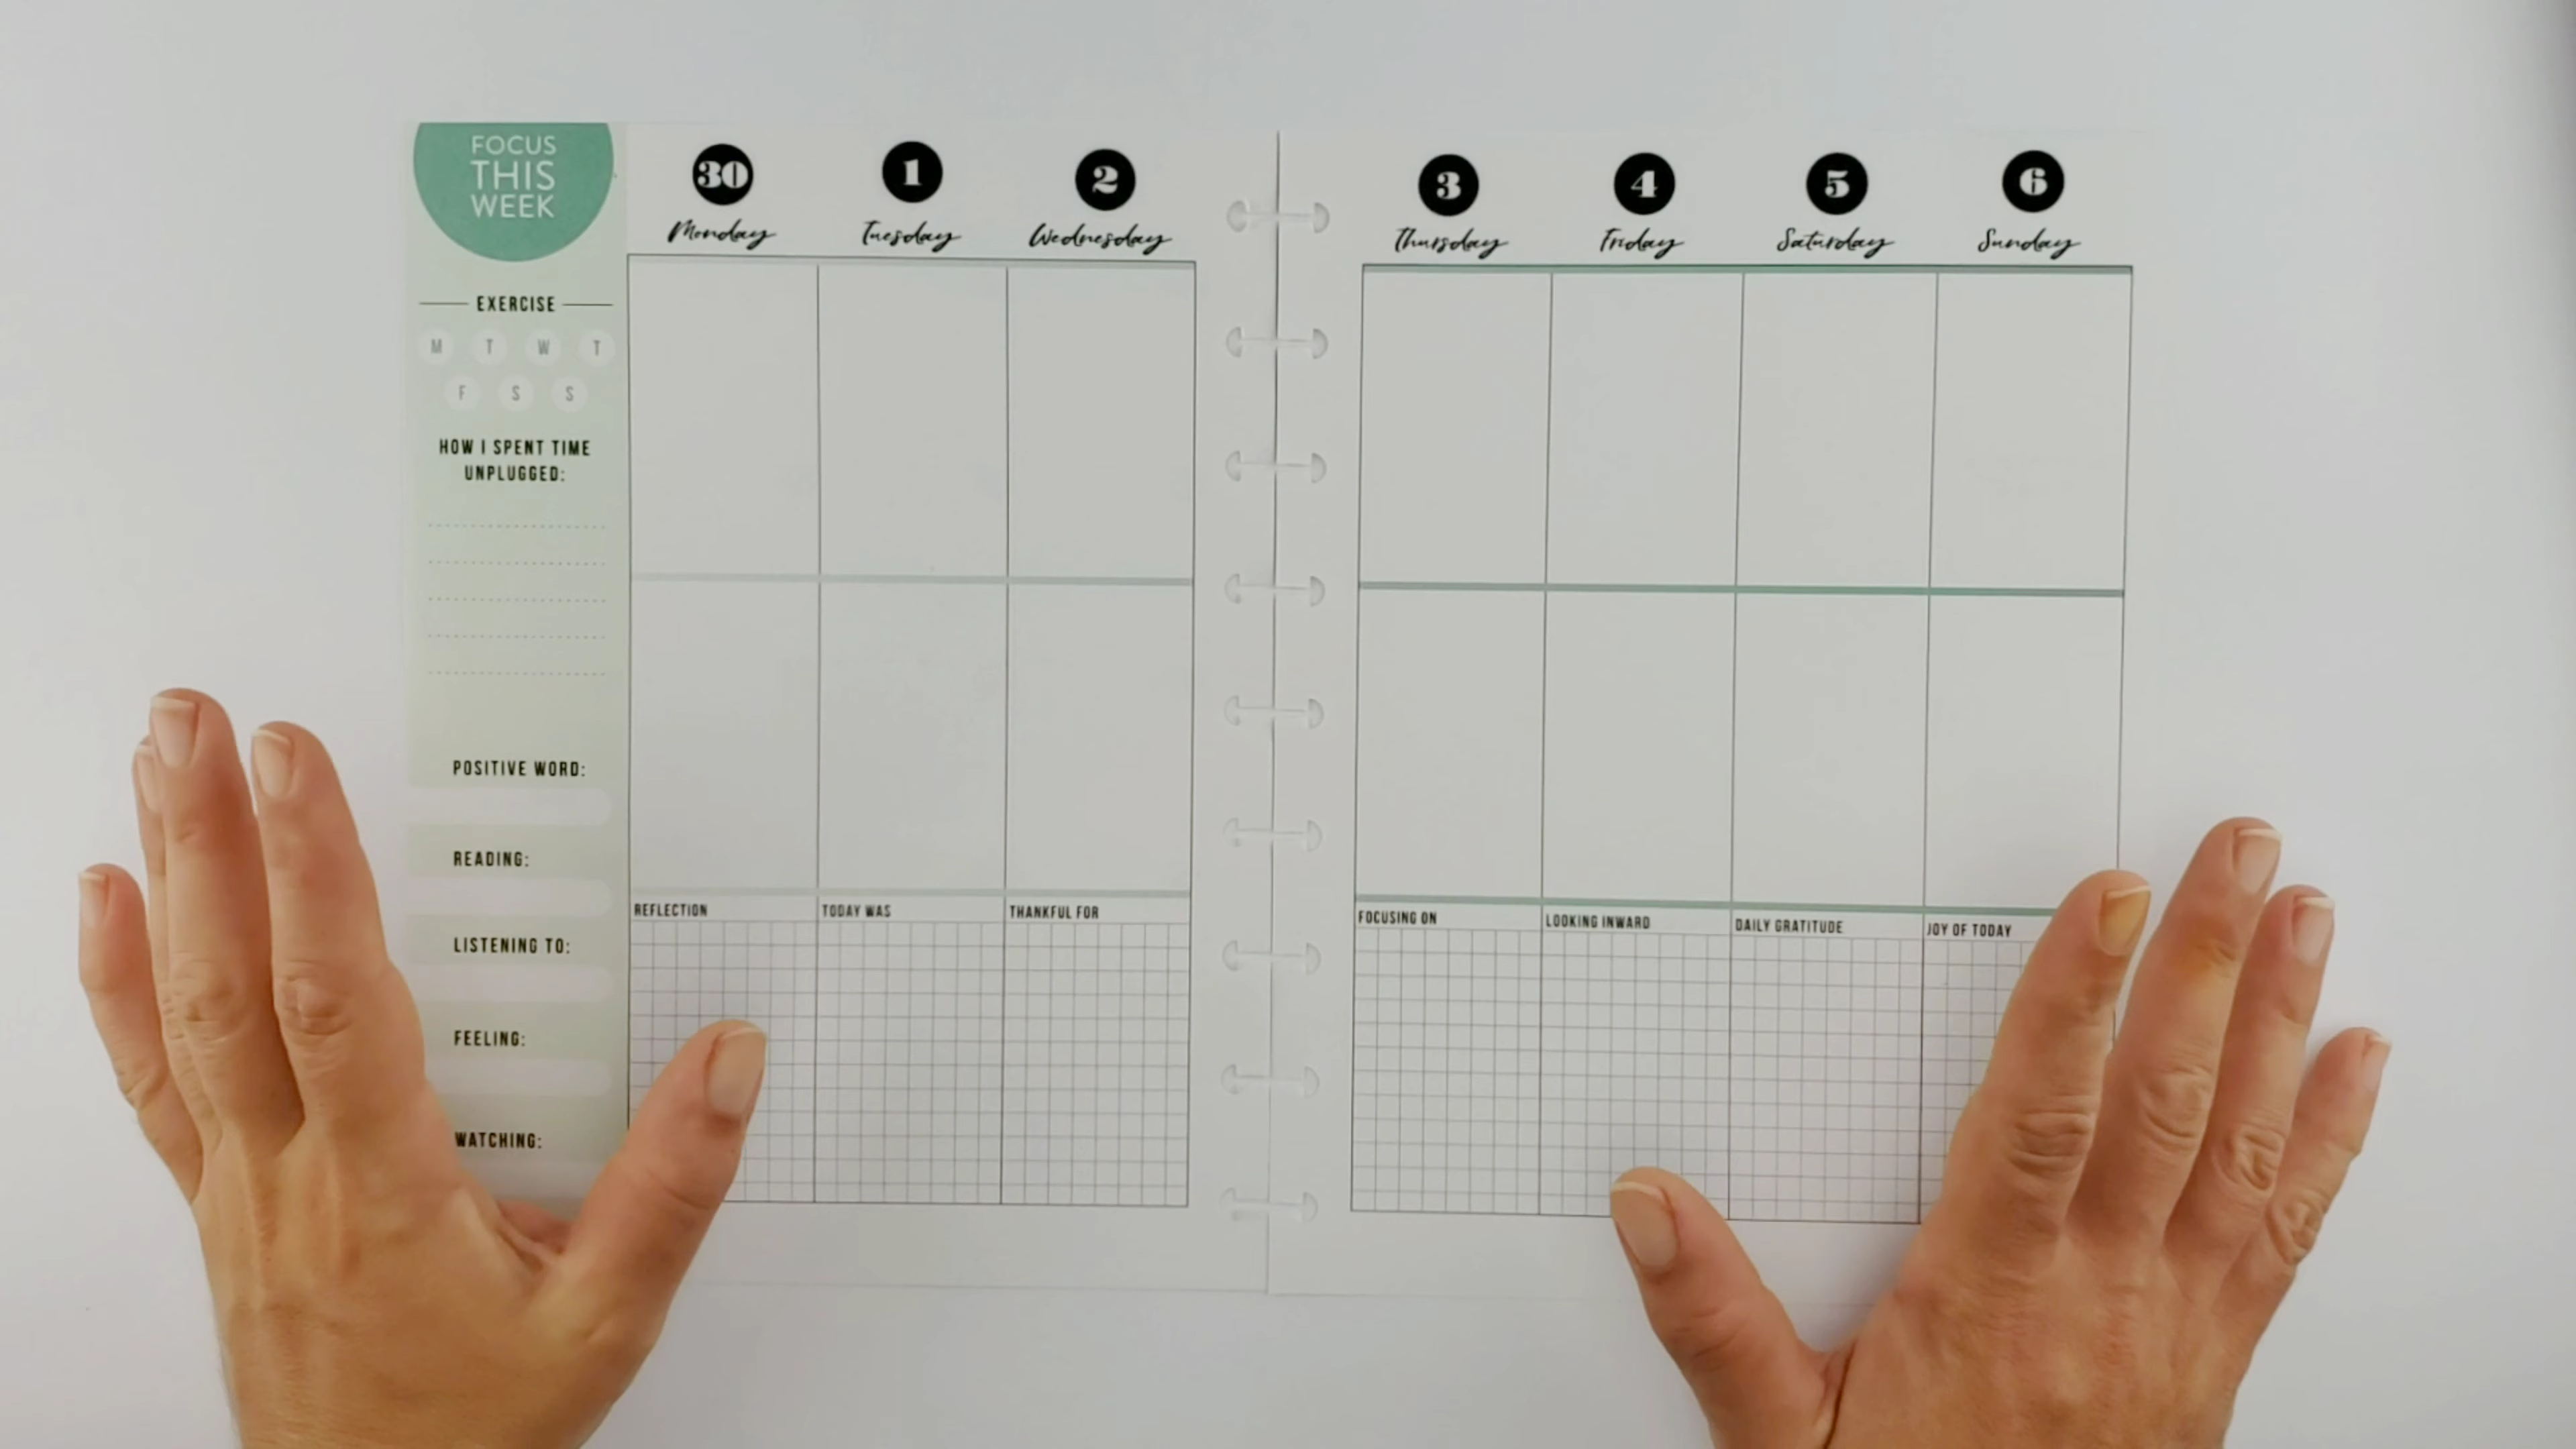 FOCUS
THIS
WEEK
EXERCISE
M T W T
F S S
HOW I SPENT TIME
UNPLUGGED:
POSITIVE WORD:
READING:
LISTENING TO:
FEELING:
WATCHING:
30 1 2
Monday Tuesday Wednesday
REFLECTION TODAY WAS THANKFUL FOR
3 4 5 6
Thursday Friday Saturday Sunday
FOCUSING ON LOOKING INWARD DAILY GRATITUDE JOY OF TODAY